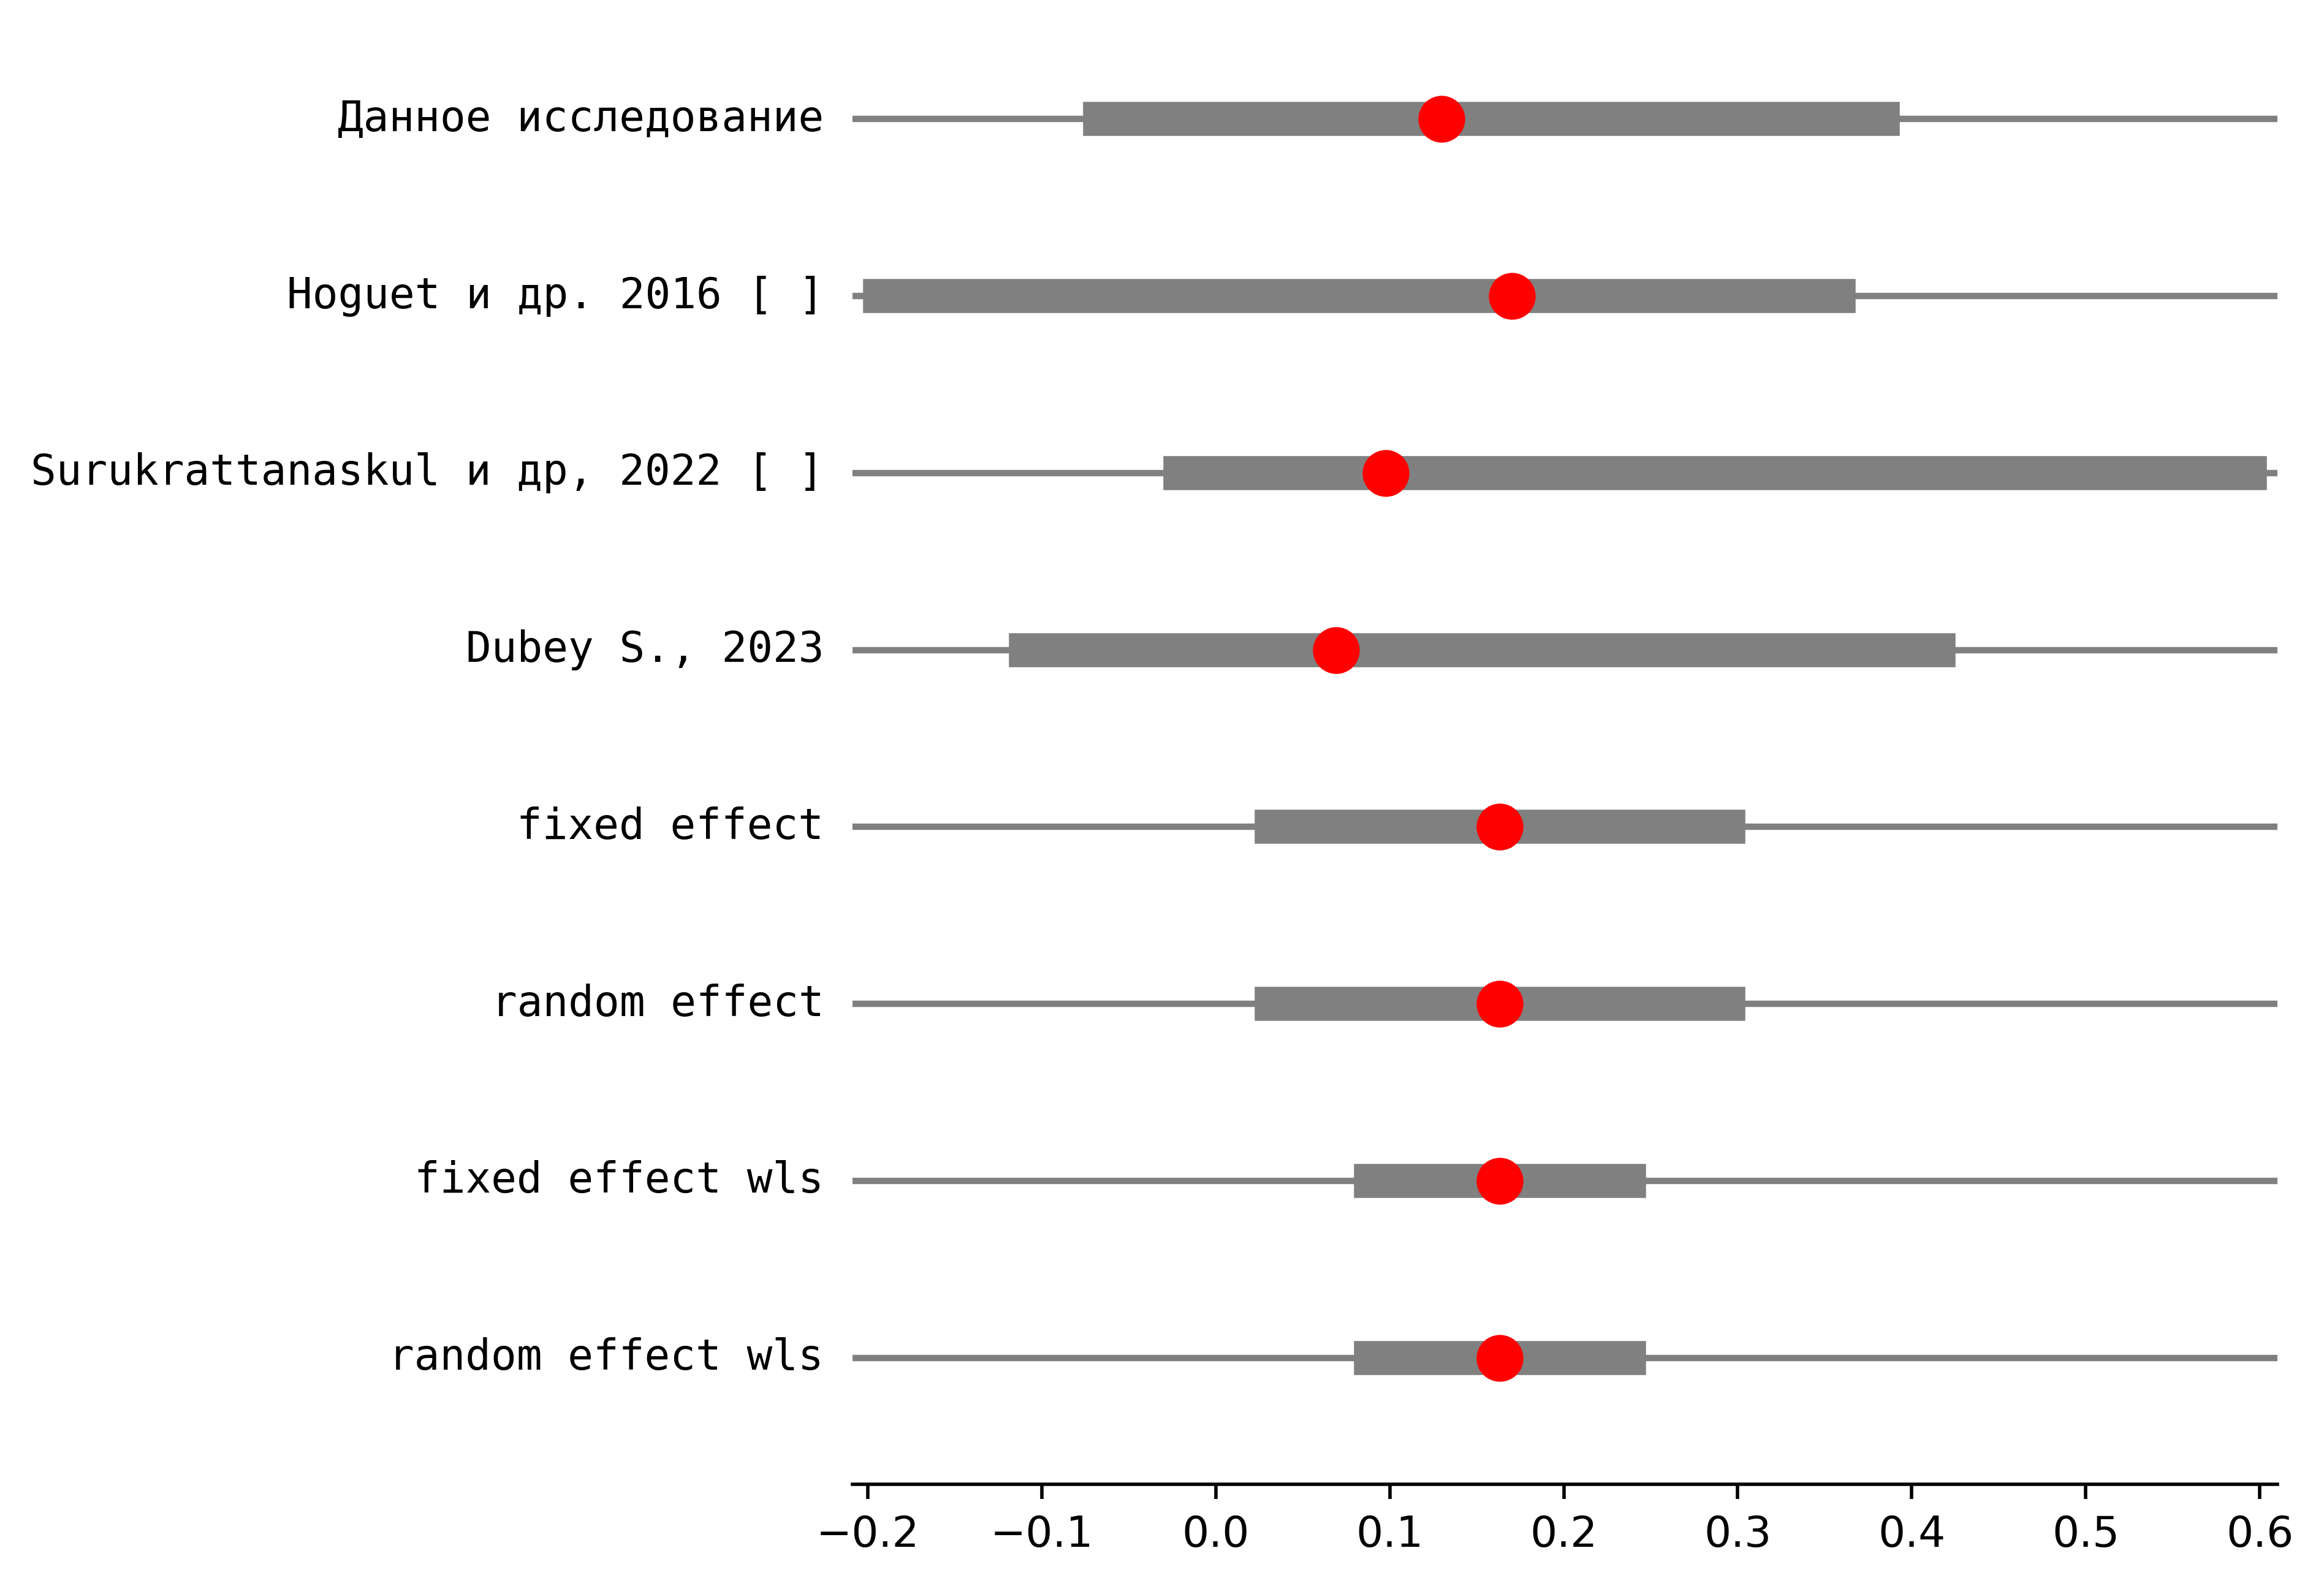 Данное исследование
Hoguet и др. 2016 [ ]
Surukrattanaskul и др, 2022 [ ]
Dubey S., 2023
fixed effect
random effect
fixed effect wls
random effect wls
−0.2 −0.1 0.0 0.1 0.2 0.3 0.4 0.5 0.6